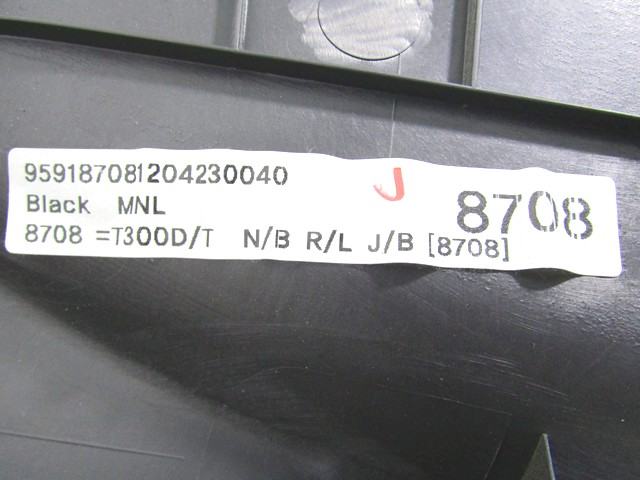 959187081204230040
Black MNL
J
8708
8708 =T300D/T N/B R/L J/B [8708]